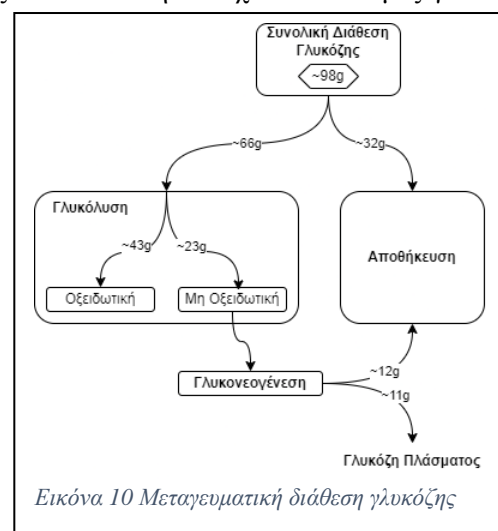 Συνολική Διάθεση
Γλυκόζης
~98g
~66g
~32g
Γλυκόλυση
~43g
~23g
Οξειδωτική
Μη Οξειδωτική
Αποθήκευση
Γλυκονεογένεση
~12g
~11g
Γλυκόζη Πλάσματος
Εικόνα 10 Μεταγευματική διάθεση γλυκόζης